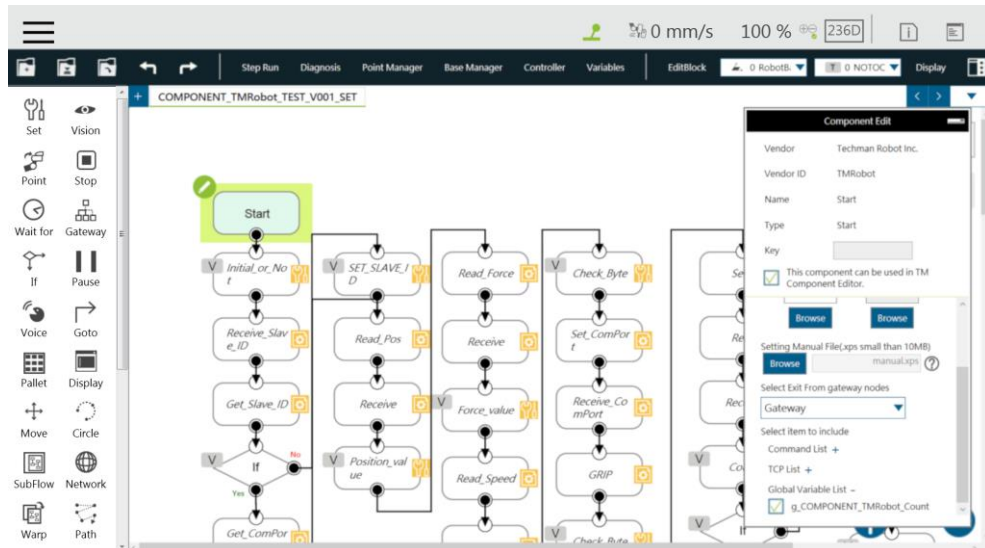 0 mm/s 100 % 236D
Step Run Diagnosis Point Manager Base Manager Controller Variables EditBlock 0 RobotB. T 0 NOTOC Display
+ COMPONENT_TMRobot_TEST_V001_SET < >
Set Vision
Point Stop
Wait for Gateway
If Pause
Voice Goto
Pallet Display
Move Circle
SubFlow Network
Warp Path
Start
V Initial_or_No
t
Receive_Slav
e_ID
Get_Slave_ID
V If No
Yes
Get_ComPor
V SET_SLAVE_I
D
Read_Pos
Receive
V Position_val
ue
Read_Force
Receive
V Force_value
Read_Speed
V Check_Byte
Set_ComPor
t
Receive_Co
mPort
GRIP
V Check_Byte
Se
Re
Rec
V Co
V If
Component Edit
Vendor Techman Robot Inc.
Vendor ID TMRobot
Name Start
Type Start
Key
This component can be used in TM
Component Editor.
Browse Browse
Setting Manual File(.xps small than 10MB)
Browse manual.xps ?
Select Exit From gateway nodes
Gateway
Select item to include
Command List +
TCP List +
Global Variable List –
g_COMPONENT_TMRobot_Count